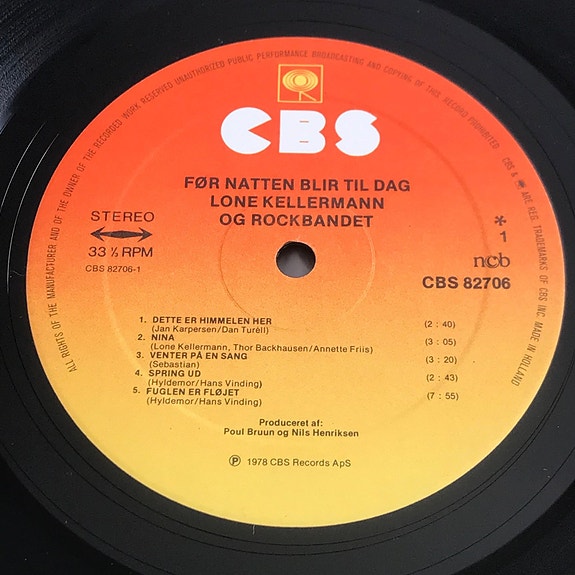 ALL RIGHTS OF THE MANUFACTURER AND OF THE OWNER OF THE RECORDED WORK RESERVED UNAUTHORIZED PUBLIC PERFORMANCE BROADCASTING AND COPYING OF THIS RECORD PROHIBITED
CBS & ARE REG. TRADEMARKS OF CBS INC. MADE IN HOLLAND
CBS
FØR NATTEN BLIR TIL DAG
LONE KELLERMANN
OG ROCKBANDET
STEREO
33 ⅓ RPM
CBS 82706-1
*
1
ncb
CBS 82706
1. DETTE ER HIMMELEN HER (2 : 40)
(Jan Karpersen/Dan Turèll)
2. NINA (3 : 05)
(Lone Kellermann, Thor Backhausen/Annette Friis)
3. VENTER PÅ EN SANG (3 : 20)
(Sebastian)
4. SPRING UD (2 : 43)
(Hyldemor/Hans Vinding)
5. FUGLEN ER FLØJET (7 : 55)
(Hyldemor/Hans Vinding)
Produceret af:
Poul Bruun og Nils Henriksen
Ⓟ 1978 CBS Records ApS